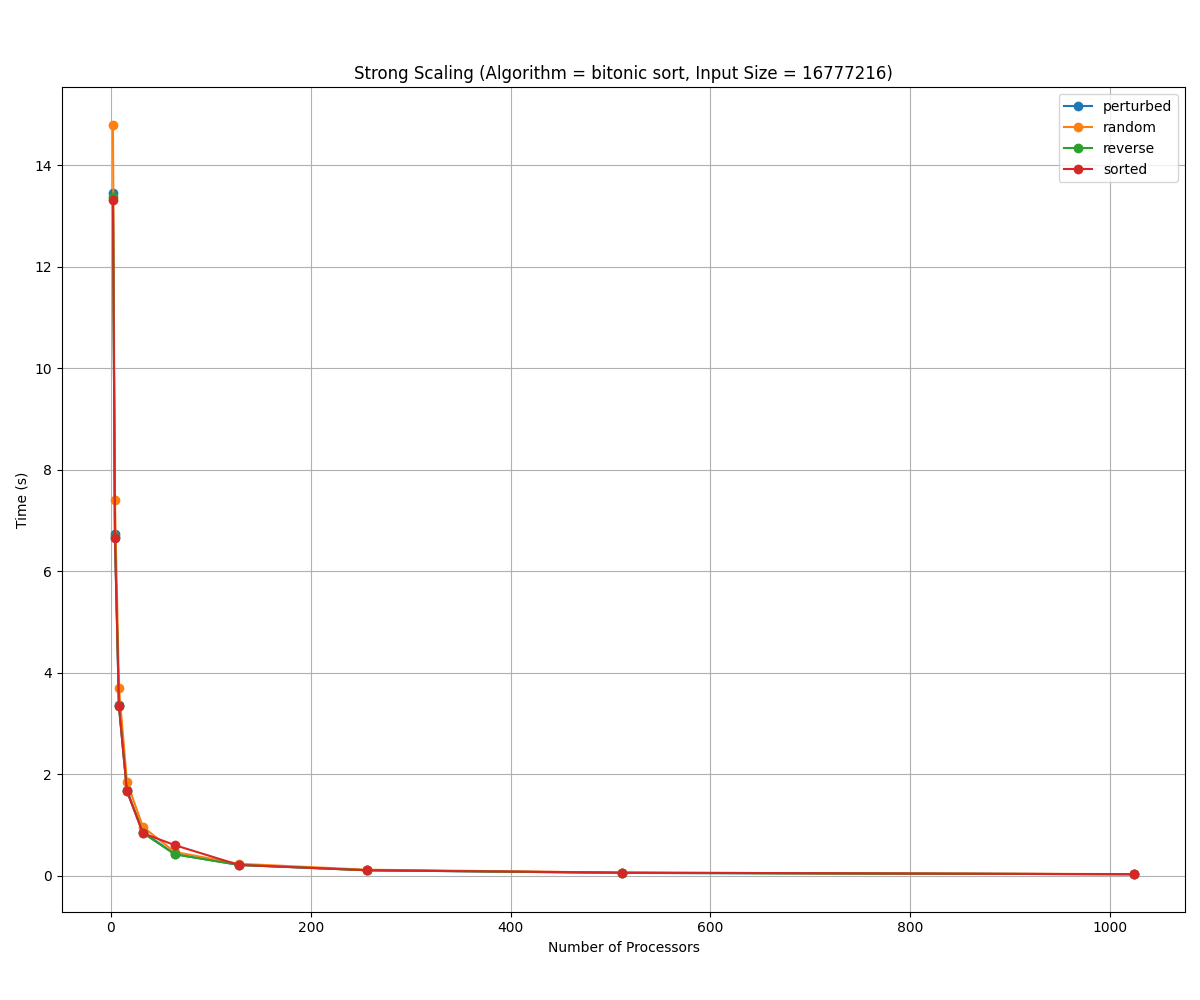 Strong Scaling (Algorithm = bitonic sort, Input Size = 16777216)
perturbed
random
reverse
sorted
14
12
10
8
6
4
2
0
Time (s)
0 200 400 600 800 1000
Number of Processors